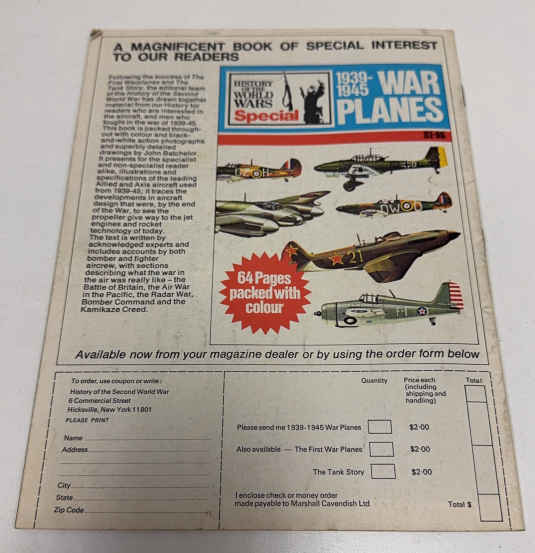 A MAGNIFICENT BOOK OF SPECIAL INTEREST
TO OUR READERS
Following the success of The
First Warplanes and The
Tank Story, the editorial team
of the History of the Second
World War has drawn together
material from our History for
readers who are interested in
the aircraft, and men who
fought in the war of 1939-45.
This book is packed through-
out with colour and black-
and-white action photographs
and superbly detailed
drawings by John Batchelor
It presents for the specialist
and non-specialist reader
alike, illustrations and
specifications of the leading
Allied and Axis aircraft used
from 1939-45; it traces the
developments in aircraft
design that were, by the end
of the War, to see the
propeller give way to the jet
engines and rocket
technology of today.
The text is written by
acknowledged experts and
includes accounts by both
bomber and fighter
aircrew, with sections
describing what the war in
the air was really like – the
Battle of Britain, the Air War
in the Pacific, the Radar War,
Bomber Command and the
Kamikaze Creed.
HISTORY
OF THE
WORLD
WARS
Special
1939-
1945 WAR
PLANES
$1·95
21
64 Pages
packed with
colour
Available now from your magazine dealer or by using the order form below
To order, use coupon or write:
History of the Second World War
6 Commercial Street
Hicksville, New York 11801
PLEASE PRINT
Name
Address
City
State
Zip Code
Quantity Price each Total
(including
shipping and
handling)
Please send me 1939-1945 War Planes $2·00
Also available — The First War Planes $2·00
The Tank Story $2·00
I enclose check or money order
made payable to Marshall Cavendish Ltd. Total $